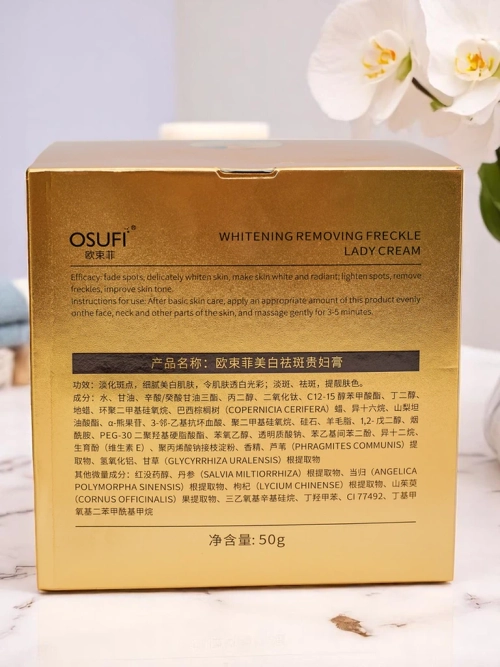 OSUFI®
欧束菲
WHITENING REMOVING FRECKLE
LADY CREAM
Efficacy: fade spots, delicately whiten skin, make skin white and radiant; lighten spots, remove
freckles, improve skin tone.
Instructions for use: After basic skin care, apply an appropriate amount of this product evenly
on the face, neck and other parts of the skin, and massage gently for 3-5 minutes.
产品名称：欧束菲美白祛斑贵妇膏
功效：淡化斑点，细腻美白肌肤，令肌肤透白光彩；淡斑、祛斑，提靓肤色。
成分：水、甘油、辛酸/癸酸甘油三酯、丙二醇、二氧化钛、C12-15 醇苯甲酸酯、丁二醇、
地蜡、环聚二甲基硅氧烷、巴西棕榈树（COPERNICIA CERIFERA）蜡、异十六烷、山梨坦
油酸酯、α-熊果苷、3-邻-乙基抗坏血酸、聚二甲基硅氧烷、硅石、羊毛脂、1,2-戊二醇、烟
酰胺、PEG-30 二聚羟基硬脂酸酯、苯氧乙醇、透明质酸钠、苯乙基间苯二酚、异十二烷、
生育酚（维生素 E）、聚丙烯酸钠接枝淀粉、香精、芦苇（PHRAGMITES COMMUNIS）提
取物、氢氧化铝、甘草（GLYCYRRHIZA URALENSIS）根提取物
其他微量成分：红没药醇、丹参（SALVIA MILTIORRHIZA）根提取物、当归（ANGELICA
POLYMORPHA SINENSIS）根提取物、枸杞（LYCIUM CHINENSE）根提取物、山茱萸
（CORNUS OFFICINALIS）果提取物、三乙氧基辛基硅烷、丁羟甲苯、CI 77492、丁基甲
氧基二苯甲酰基甲烷
净含量: 50g